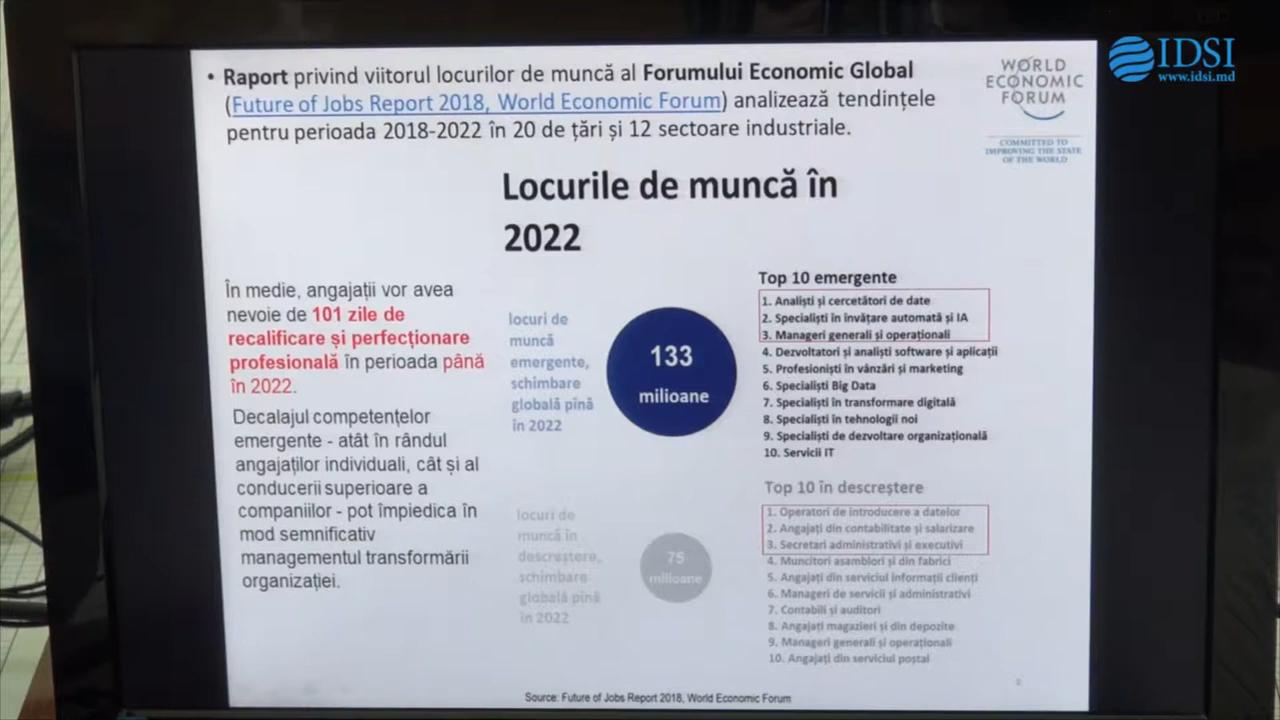 • Raport privind viitorul locurilor de muncă al Forumului Economic Global
(Future of Jobs Report 2018, World Economic Forum) analizează tendințele
pentru perioada 2018-2022 în 20 de țări și 12 sectoare industriale.
WORLD
ECONOMIC
FORUM
COMMITTED TO
IMPROVING THE STATE
OF THE WORLD
IDSI
www.idsi.md
Locurile de muncă în
2022
În medie, angajații vor avea
nevoie de 101 zile de
recalificare și perfecționare
profesională în perioada până
în 2022.
Decalajul competențelor
emergente - atât în rândul
angajaților individuali, cât și al
conducerii superioare a
companiilor - pot împiedica în
mod semnificativ
managementul transformării
organizației.
locuri de
muncă
emergente,
schimbare
globală pînă
în 2022
133
milioane
locuri de
muncă în
descreștere,
schimbare
globală pînă
în 2022
75
milioane
Top 10 emergente
1. Analiști și cercetători de date
2. Specialiști în învățare automată și IA
3. Manageri generali și operaționali
4. Dezvoltatori și analiști software și aplicații
5. Profesioniști în vânzări și marketing
6. Specialiști Big Data
7. Specialiști în transformare digitală
8. Specialiști în tehnologii noi
9. Specialiști de dezvoltare organizațională
10. Servicii IT
Top 10 în descreștere
1. Operatori de introducere a datelor
2. Angajați din contabilitate și salarizare
3. Secretari administrativi și executivi
4. Muncitori asamblori și din fabrici
5. Angajați din serviciul informații clienți
6. Manageri de servicii și administrativi
7. Contabili și auditori
8. Angajați magazieri și din depozite
9. Manageri generali și operaționali
10. Angajați din serviciul poștal
Source: Future of Jobs Report 2018, World Economic Forum